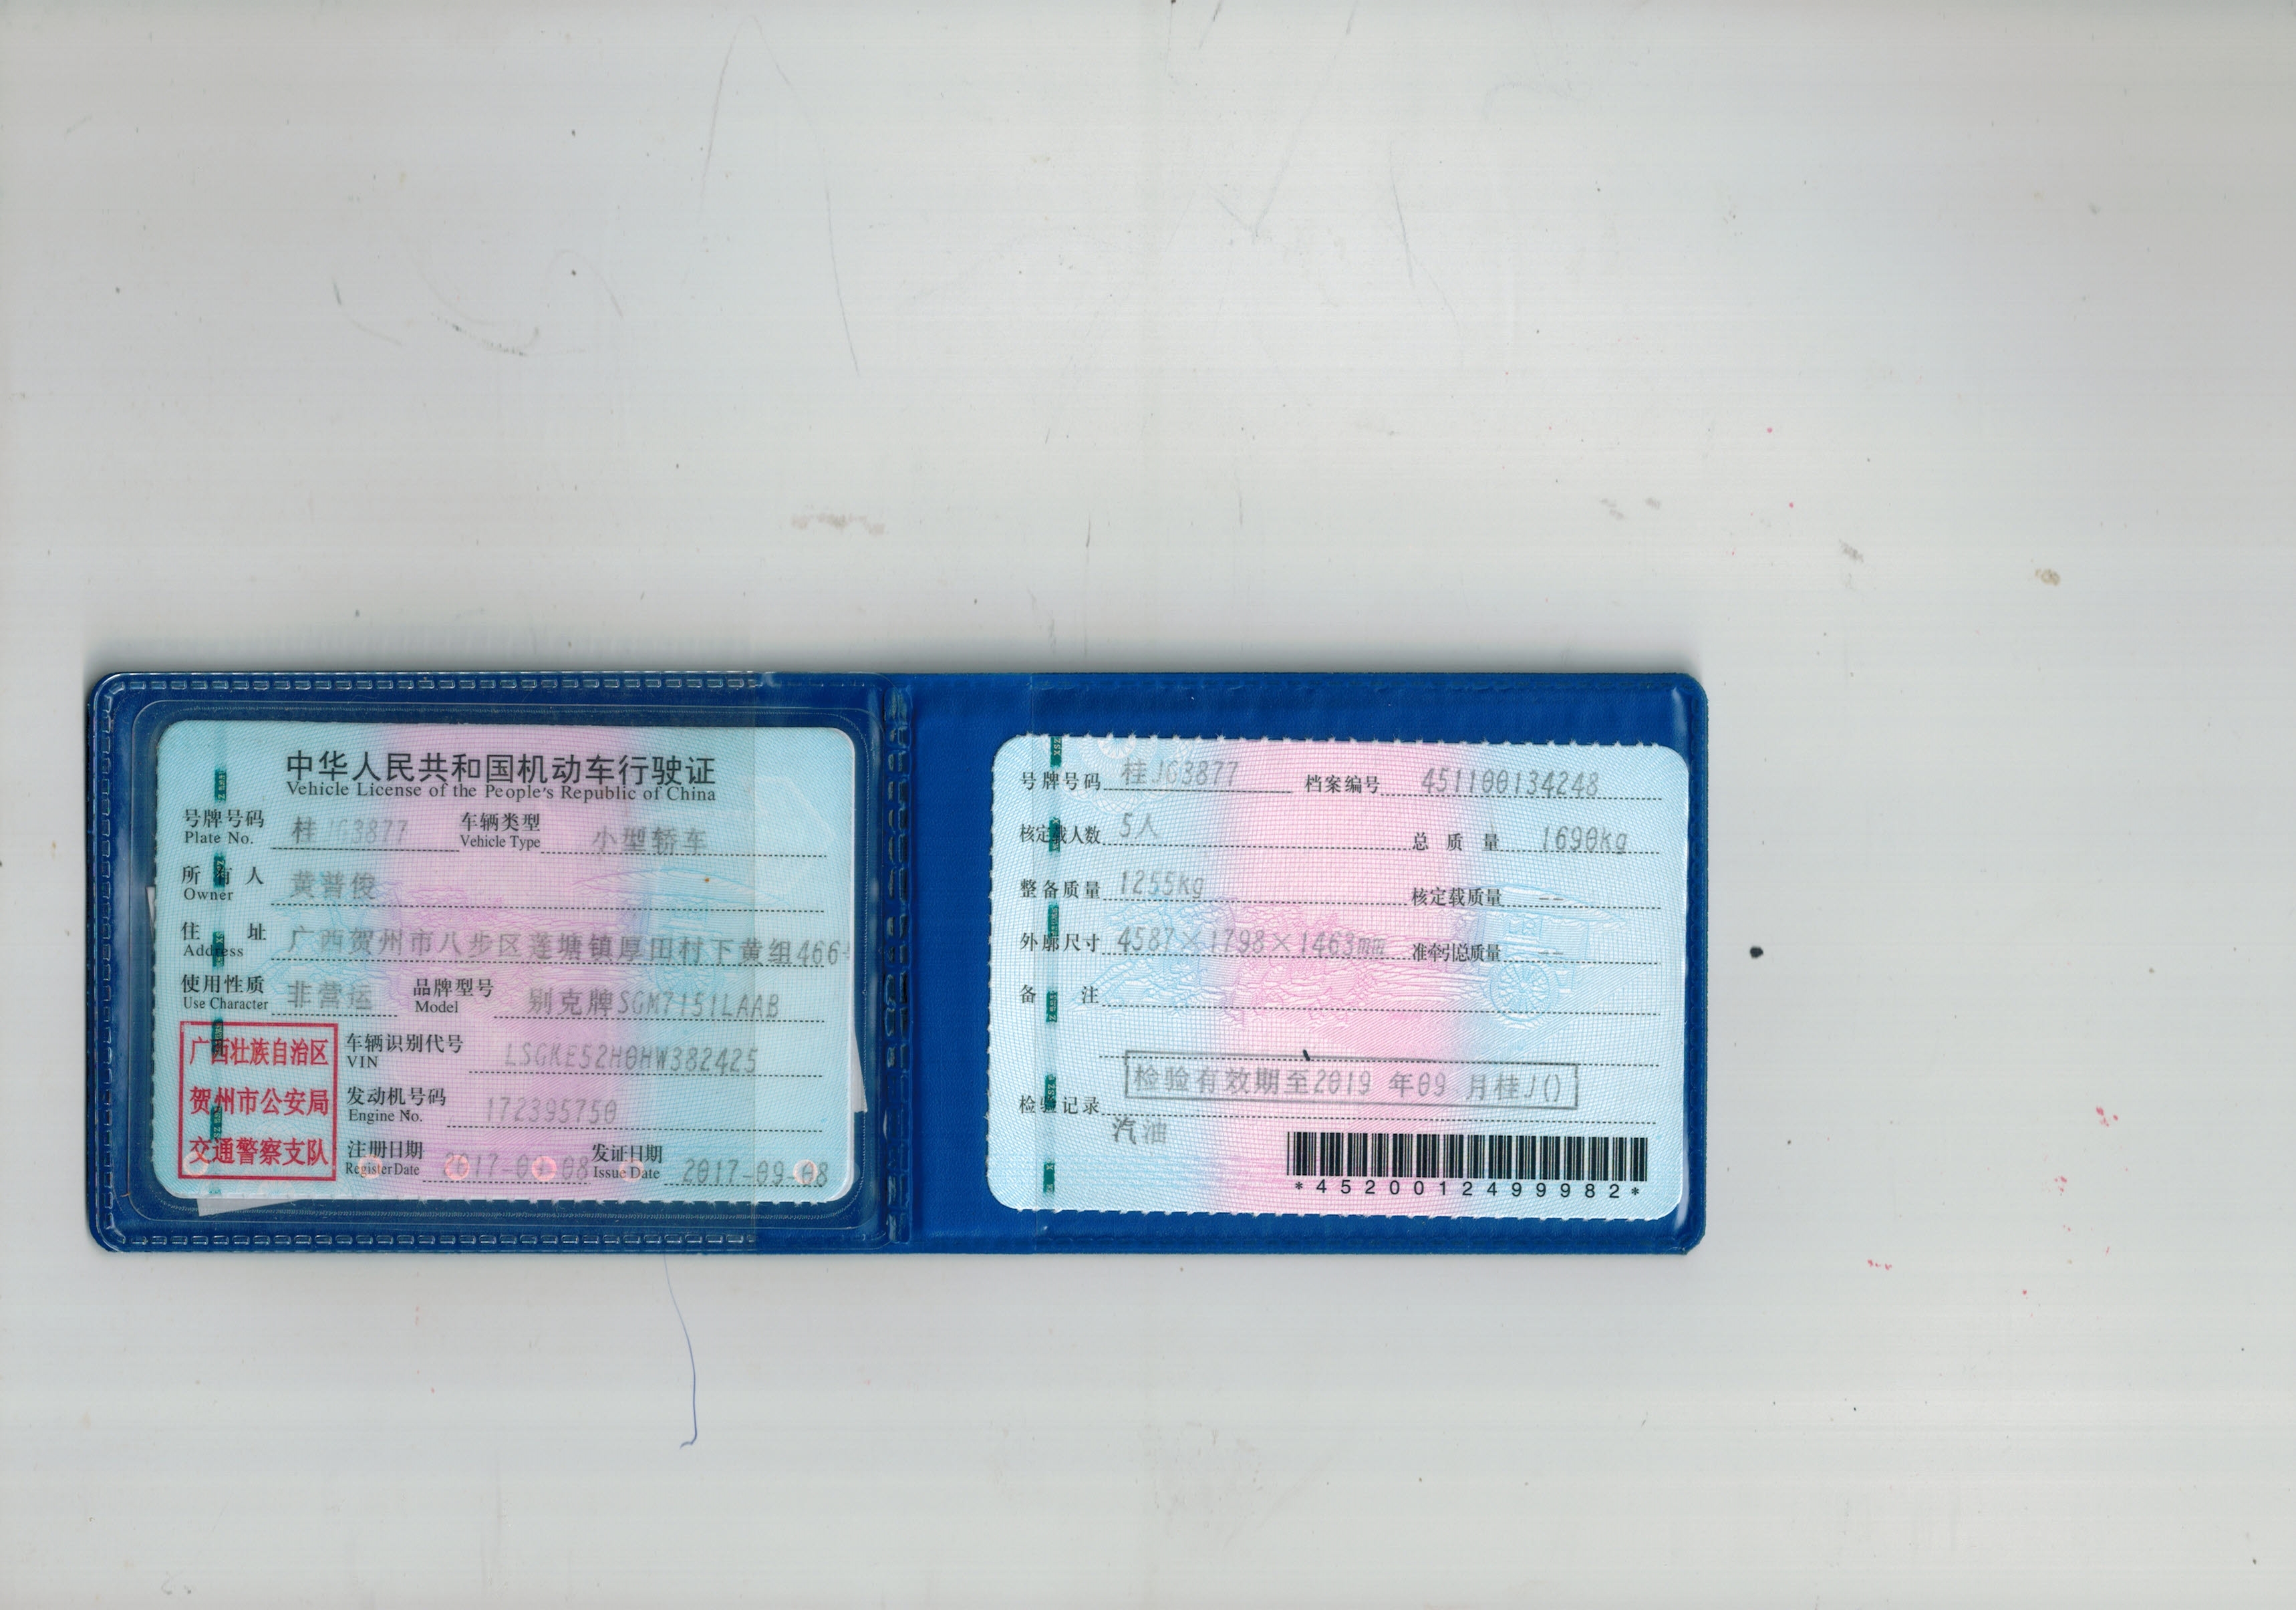 中华人民共和国机动车行驶证
Vehicle License of the People's Republic of China
号牌号码 桂JG3877 车辆类型 小型轿车
Plate No. Vehicle Type
所有人 黄普俊
Owner
住址 广西贺州市八步区莲塘镇厚田村下黄组466
Address
使用性质 非营运 品牌型号 别克牌SGM7151LAAB
Use Character Model
广西壮族自治区
贺州市公安局
交通警察支队
车辆识别代号 LSGKE52H0HW382425
VIN
发动机号码 172395750
Engine No.
注册日期 2017-09-08 发证日期 2017-09-08
Register Date Issue Date
号牌号码 桂JG3877 档案编号 451100134248
核定载人数 5人 总质量 1690kg
整备质量 1255kg 核定载质量 --
外廓尺寸 4587×1798×1463mm 准牵引总质量 --
备注
检验有效期至2019年09月桂J()
检验记录
汽油
*4520012499982*